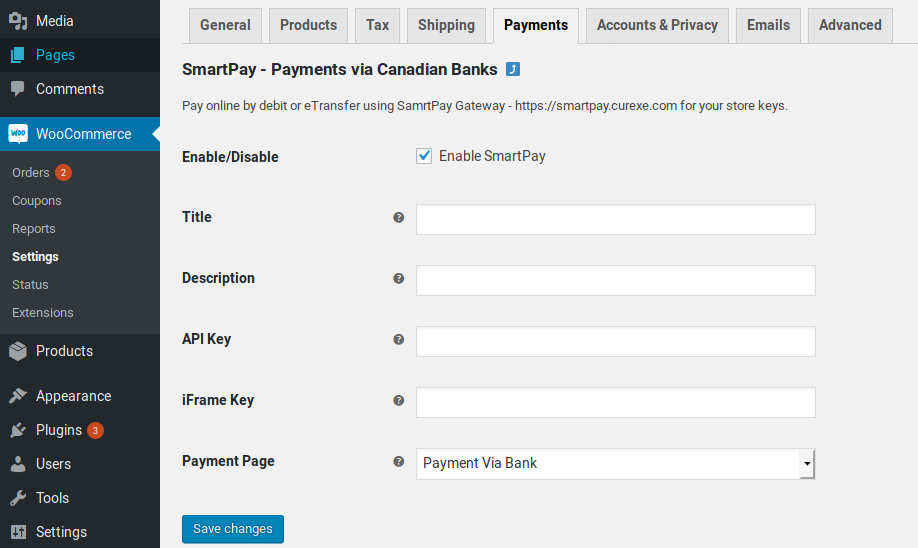 Media
Pages
Comments
WOO WooCommerce
Orders 2
Coupons
Reports
Settings
Status
Extensions
Products
Appearance
Plugins 3
Users
Tools
Settings
General Products Tax Shipping Payments Accounts & Privacy Emails Advanced
SmartPay - Payments via Canadian Banks ⤴
Pay online by debit or eTransfer using SamrtPay Gateway - https://smartpay.curexe.com for your store keys.
Enable/Disable Enable SmartPay
Title ?
Description ?
API Key ?
iFrame Key ?
Payment Page ? Payment Via Bank
Save changes